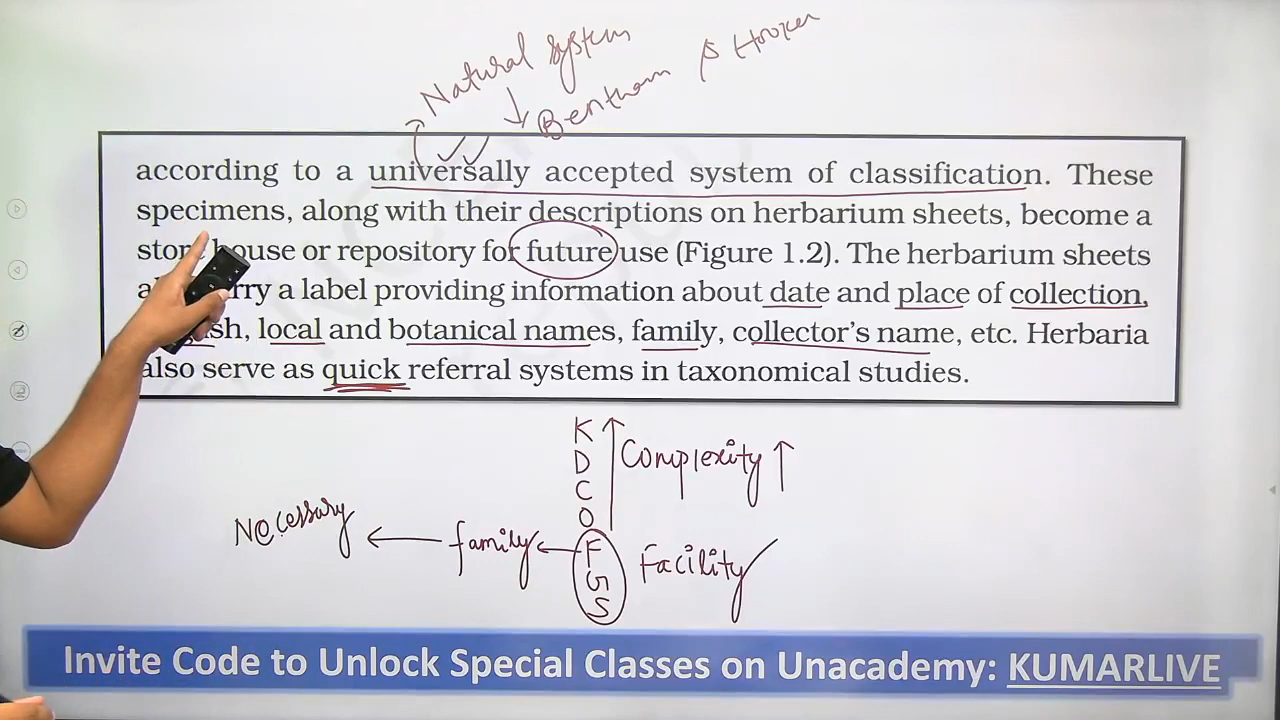 Natural System
Bentham & Hooker
according to a universally accepted system of classification. These
specimens, along with their descriptions on herbarium sheets, become a
store house or repository for future use (Figure 1.2). The herbarium sheets
a rry a label providing information about date and place of collection,
sh, local and botanical names, family, collector's name, etc. Herbaria
also serve as quick referral systems in taxonomical studies.
K
D
C
O
F
G
S
Complexity
Necessary
family
Facility
Invite Code to Unlock Special Classes on Unacademy: KUMARLIVE